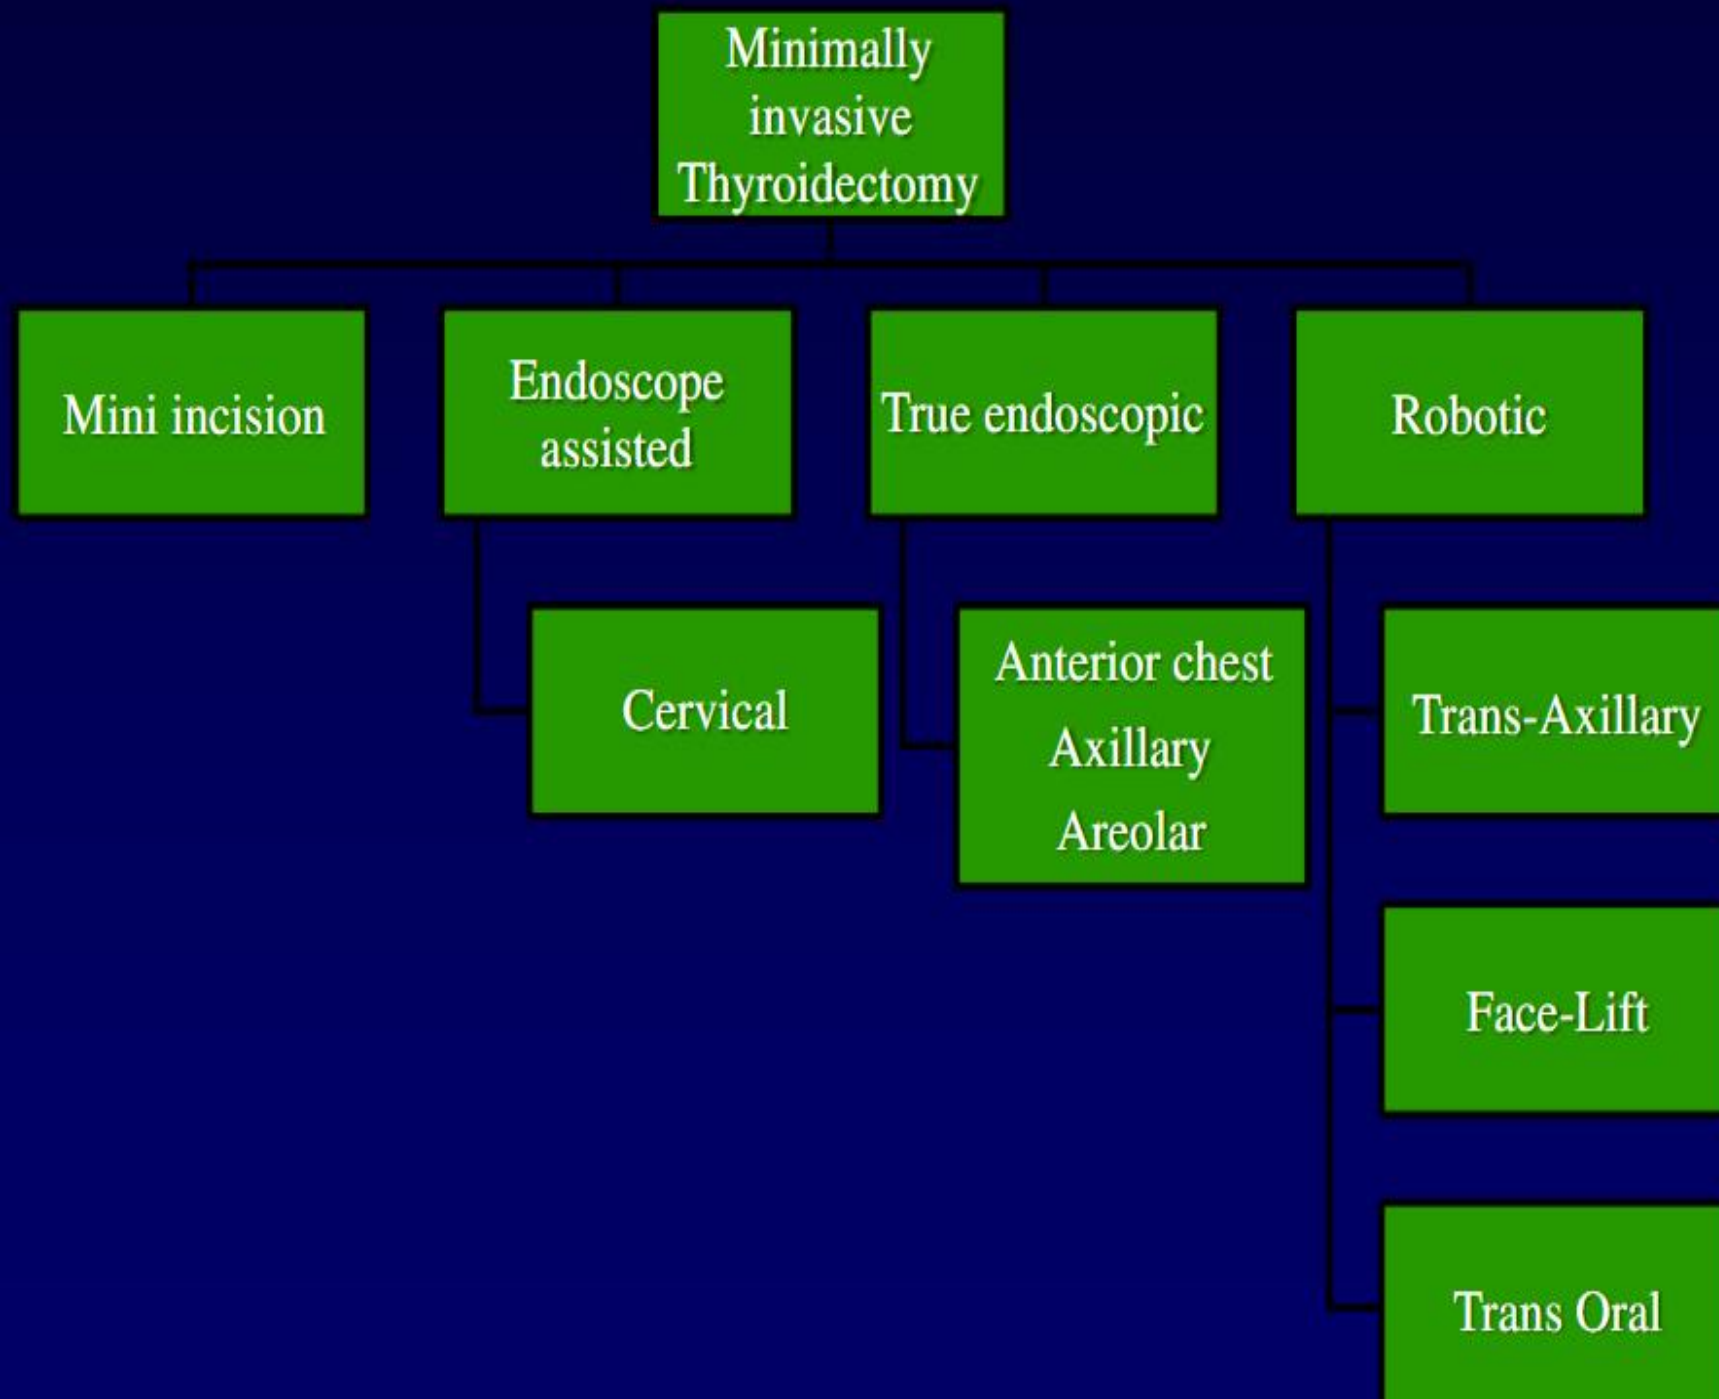 Minimally
invasive
Thyroidectomy
Mini incision
Endoscope
assisted
True endoscopic
Robotic
Cervical
Anterior chest
Axillary
Areolar
Trans-Axillary
Face-Lift
Trans Oral